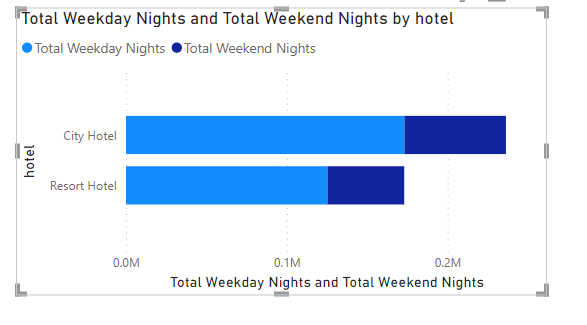 Total Weekday Nights and Total Weekend Nights by hotel
Total Weekday Nights Total Weekend Nights
hotel
City Hotel
Resort Hotel
0.0M 0.1M 0.2M
Total Weekday Nights and Total Weekend Nights